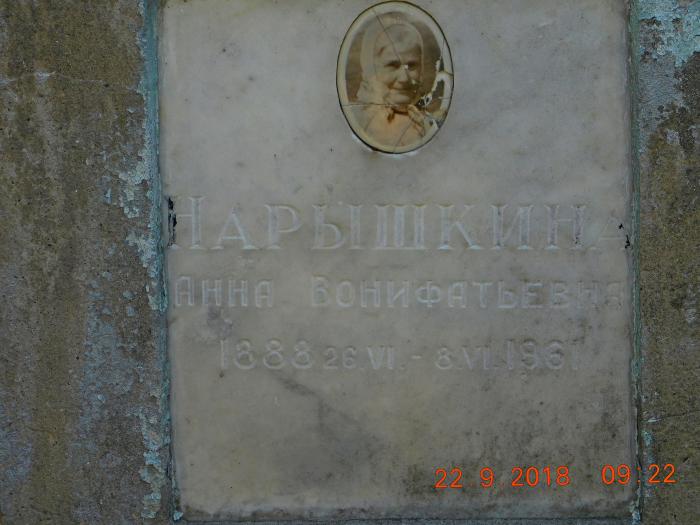 НАРЫШКИНА
АННА ВОНИФАТЬЕВНА
1888 26.VI. - 8.VI.1961
22 9 2018 09:22